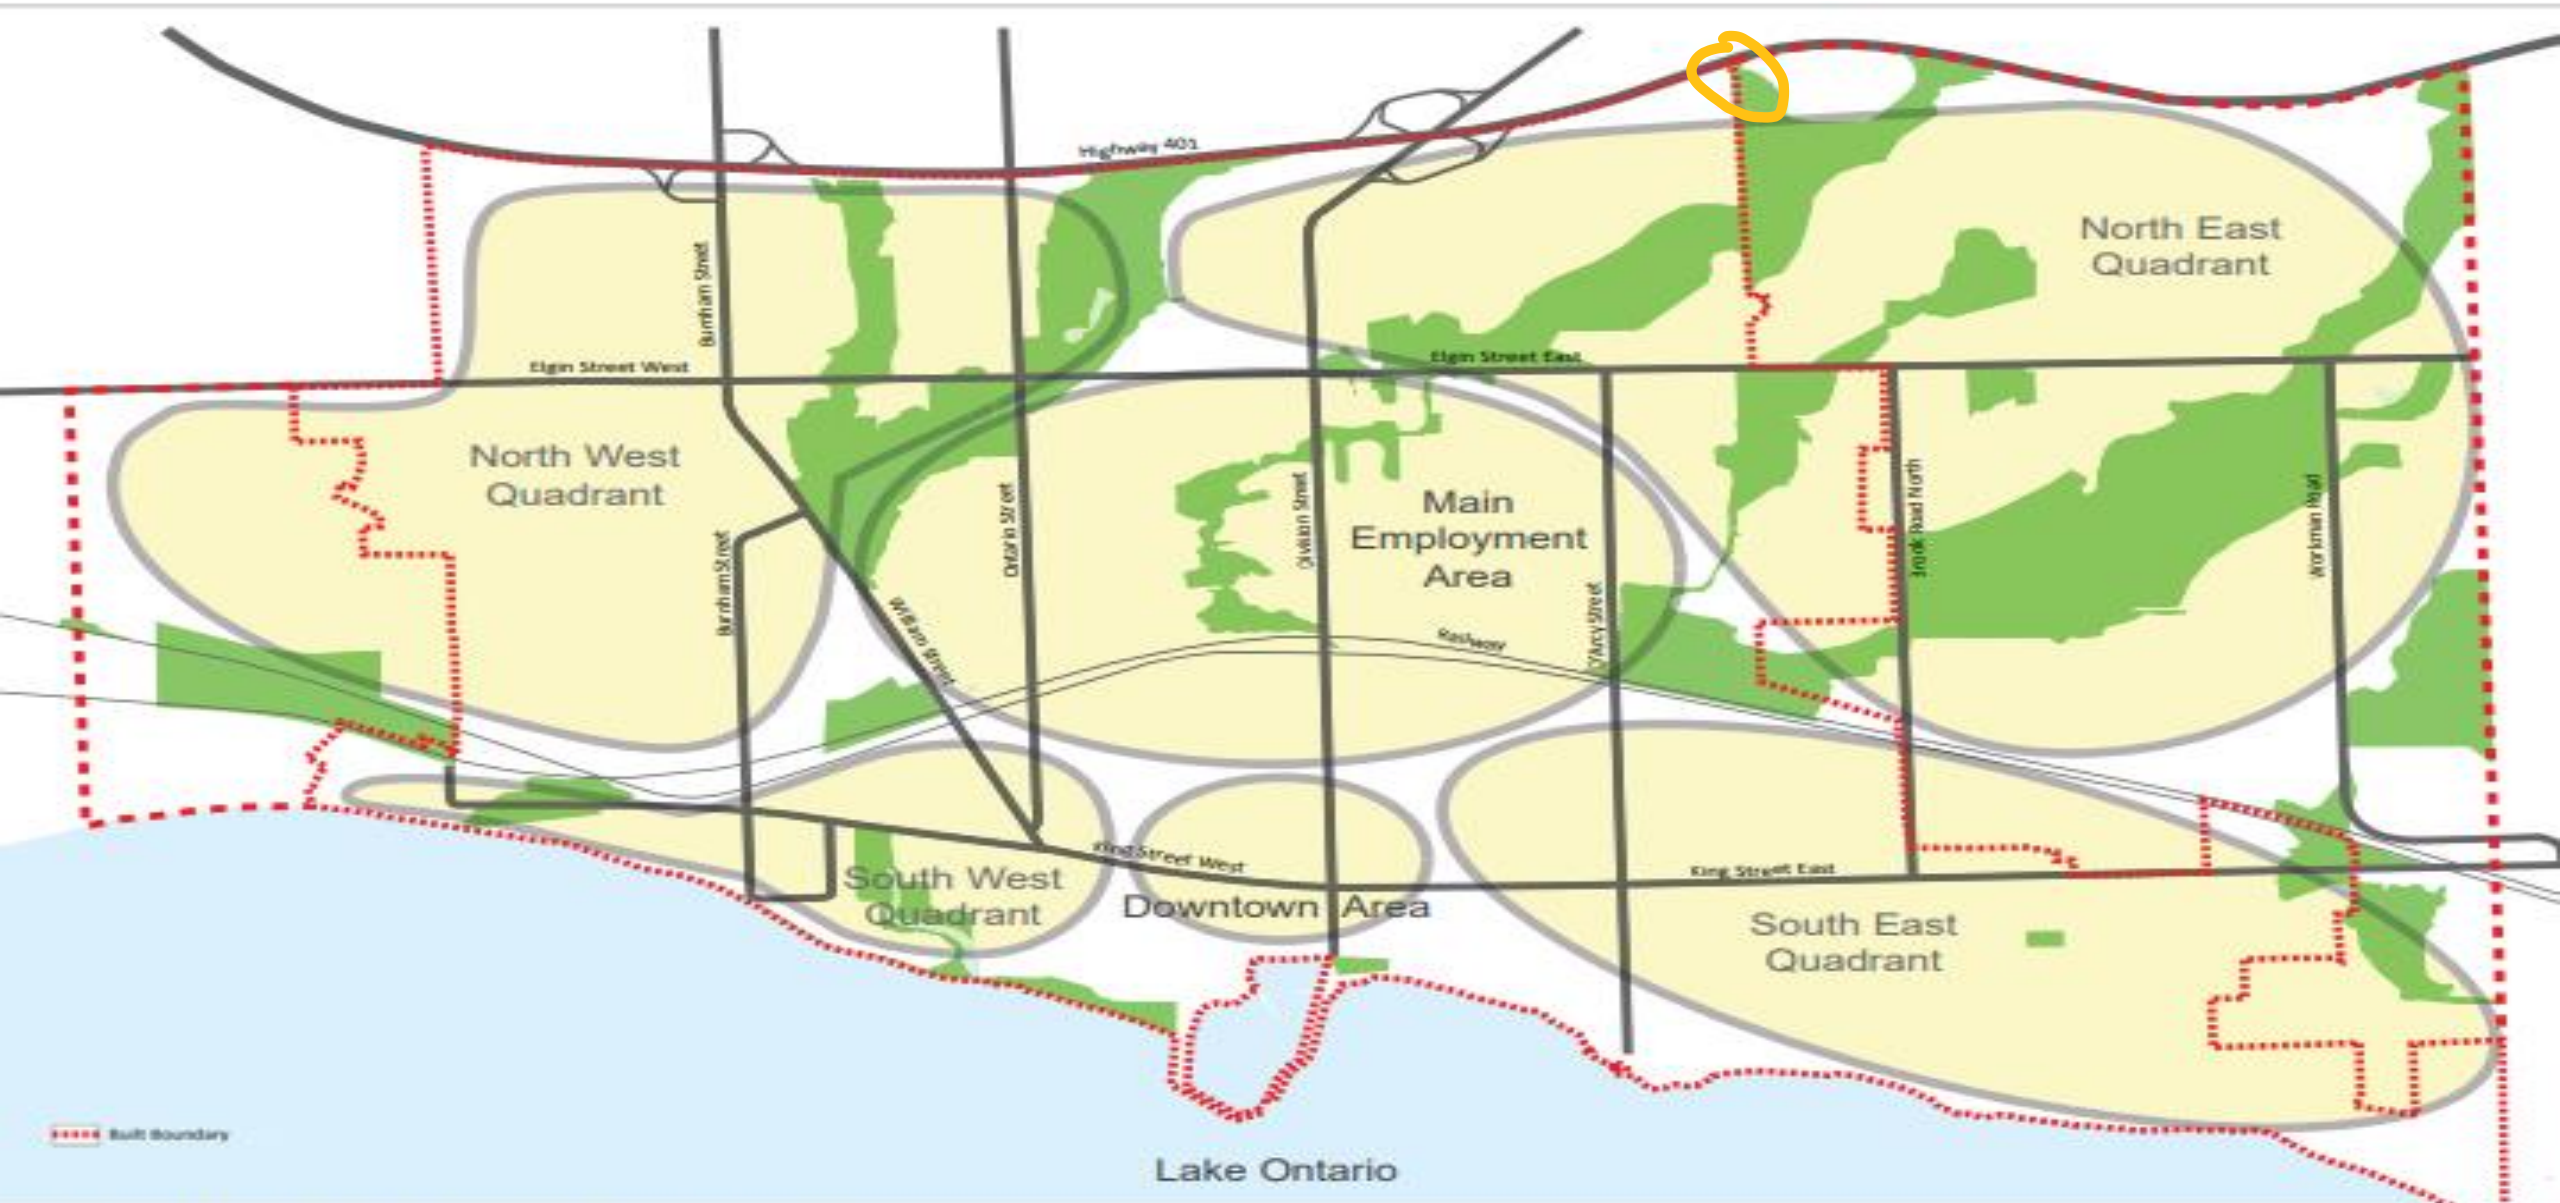 Highway 401
North East
Quadrant
Burnham Street
Elgin Street West
Elgin Street East
North West
Quadrant
Main
Employment
Area
Ontario Street
Division Street
Brook Road North
Workman Road
Burnham Street
William Street
D'Arcy Street
Railway
King Street West
King Street East
South West
Quadrant
Downtown Area
South East
Quadrant
Built Boundary
Lake Ontario